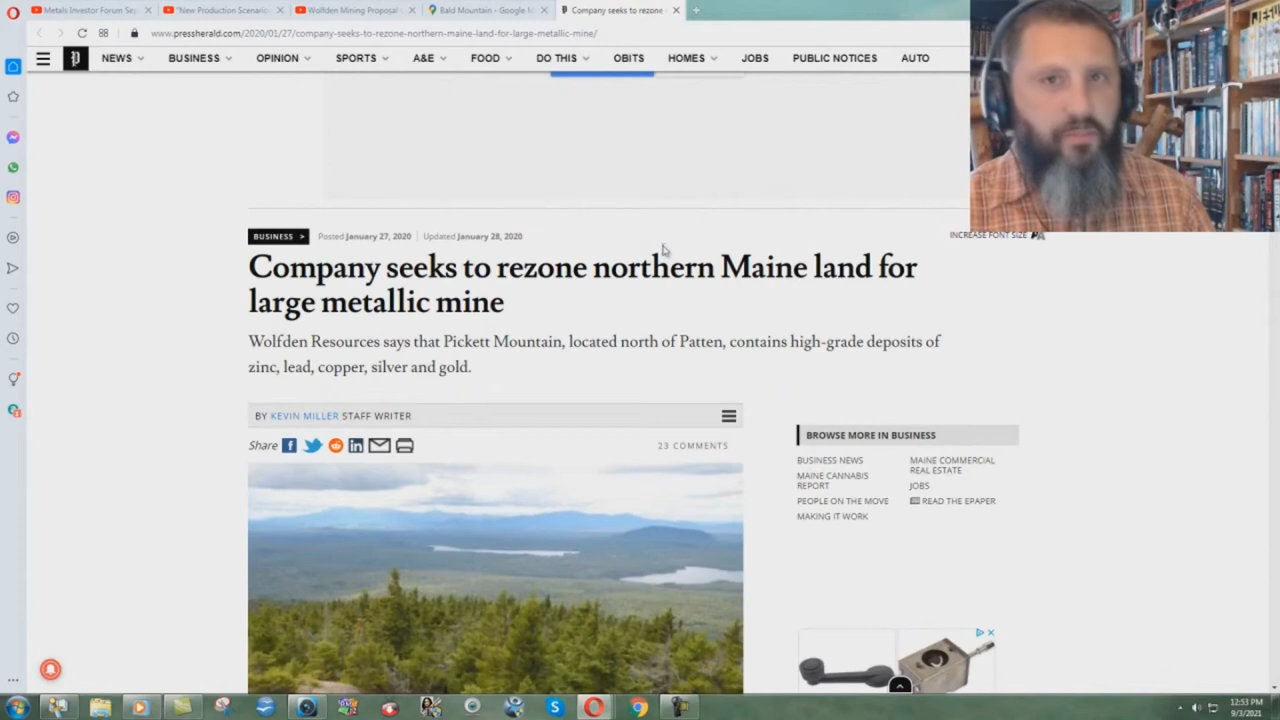 Metals Investor Forum Sep
"New Production Scenario
Wolfden Mining Proposal
Bald Mountain - Google M
Company seeks to rezone
www.pressherald.com/2020/01/27/company-seeks-to-rezone-northern-maine-land-for-large-metallic-mine/
NEWS BUSINESS OPINION SPORTS A&E FOOD DO THIS OBITS HOMES JOBS PUBLIC NOTICES AUTO
BUSINESS > Posted January 27, 2020 | Updated January 28, 2020
INCREASE FONT SIZE
Company seeks to rezone northern Maine land for
large metallic mine
Wolfden Resources says that Pickett Mountain, located north of Patten, contains high-grade deposits of
zinc, lead, copper, silver and gold.
BY KEVIN MILLER STAFF WRITER
Share
23 COMMENTS
BROWSE MORE IN BUSINESS
BUSINESS NEWS
MAINE CANNABIS
REPORT
PEOPLE ON THE MOVE
MAKING IT WORK
MAINE COMMERCIAL
REAL ESTATE
JOBS
READ THE EPAPER
12:53 PM
9/3/2021